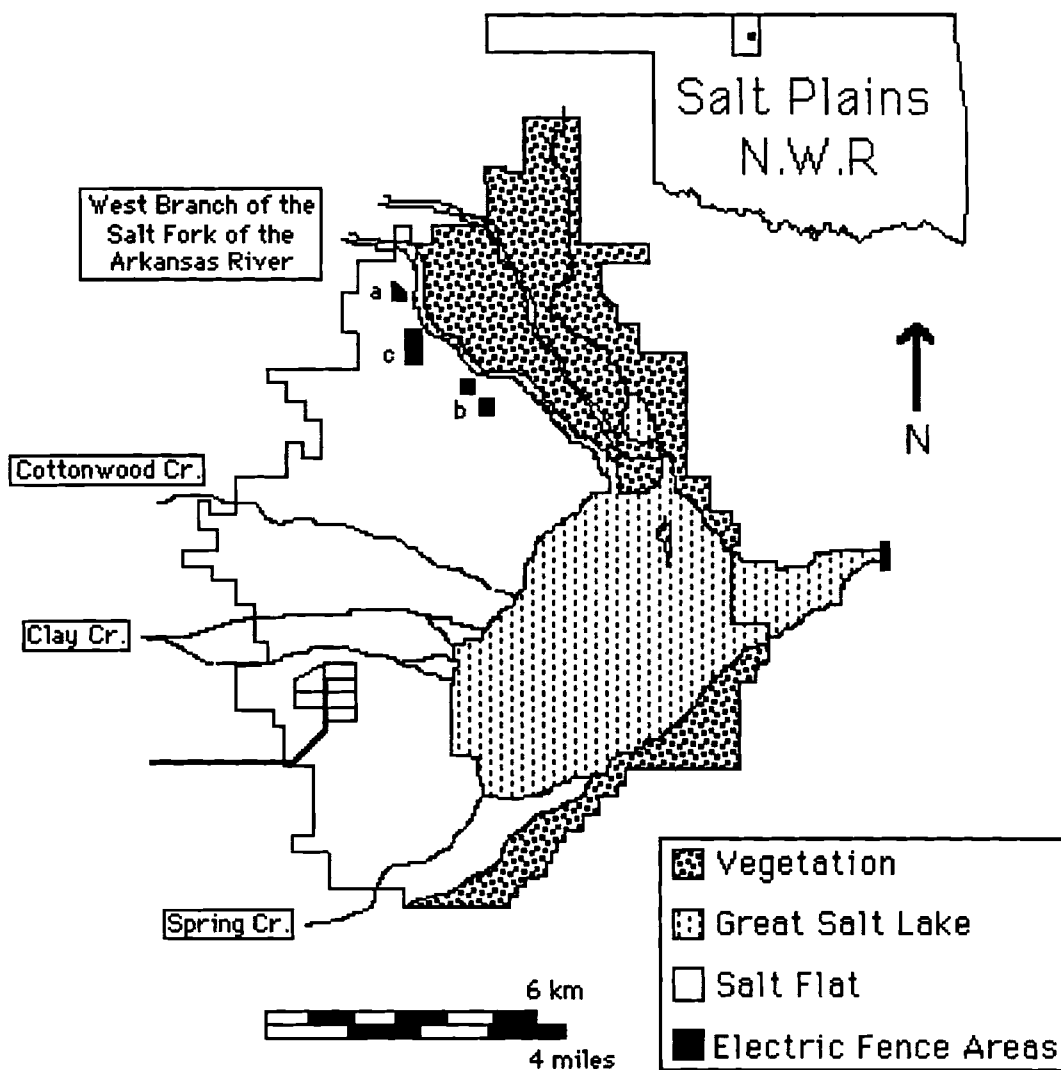 Salt Plains
N.W.R
West Branch of the
Salt Fork of the
Arkansas River
a
c
b
N
Cottonwood Cr.
Clay Cr.
Spring Cr.
6 km
4 miles
Vegetation
Great Salt Lake
Salt Flat
Electric Fence Areas